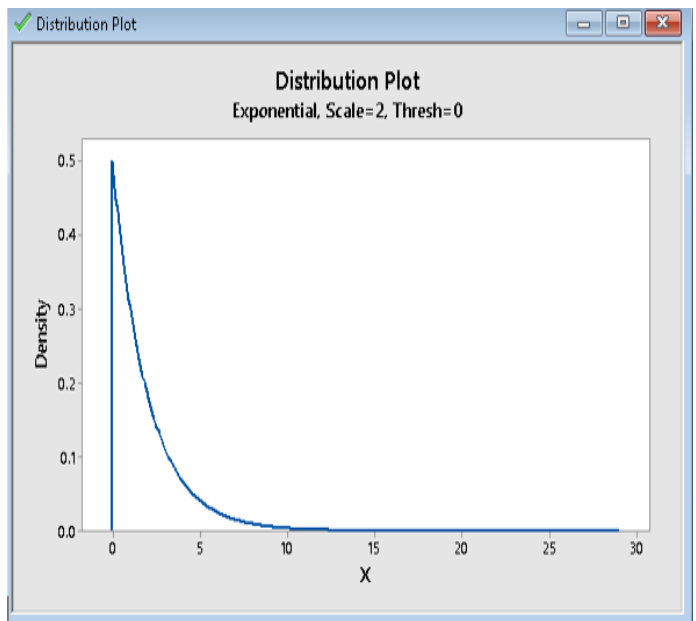 Distribution Plot
Distribution Plot
Exponential, Scale=2, Thresh=0
0.5
0.4
0.3
0.2
0.1
0.0
Density
0 5 10 15 20 25 30
X